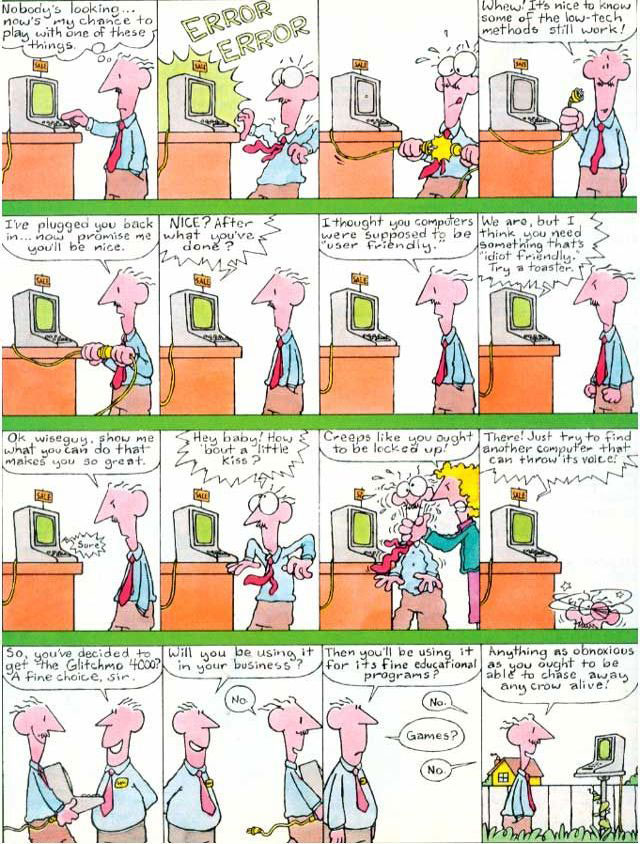 Nobody's looking...
now's my chance to
play with one of these
things.
SALE
ERROR
ERROR
SALE
SALE
Whew! It's nice to know
some of the low-tech
methods still work!
SALE
I've plugged you back
in... now promise me
you'll be nice.
SALE
NICE? After
what you've
done?
SALE
I thought you computers
were supposed to be
"user friendly."
SALE
We are, but I
think you need
something that's
"idiot friendly."
Try a toaster.
SALE
Ok wiseguy, show me
what you can do that
makes you so great.
SALE
Sure!
Hey baby! How
'bout a little
kiss?
SALE
Creeps like you ought
to be locked up!
There! Just try to find
another computer that
can throw its voice!
SALE
So, you've decided to
get "the Glitchmo 4000?"
A fine choice, sir.
Will you be using it
in your business?
No.
Then you'll be using it
for its fine educational
programs?
No.
Games?
No.
Anything as obnoxious
as you ought to be
able to chase away
any crow alive!